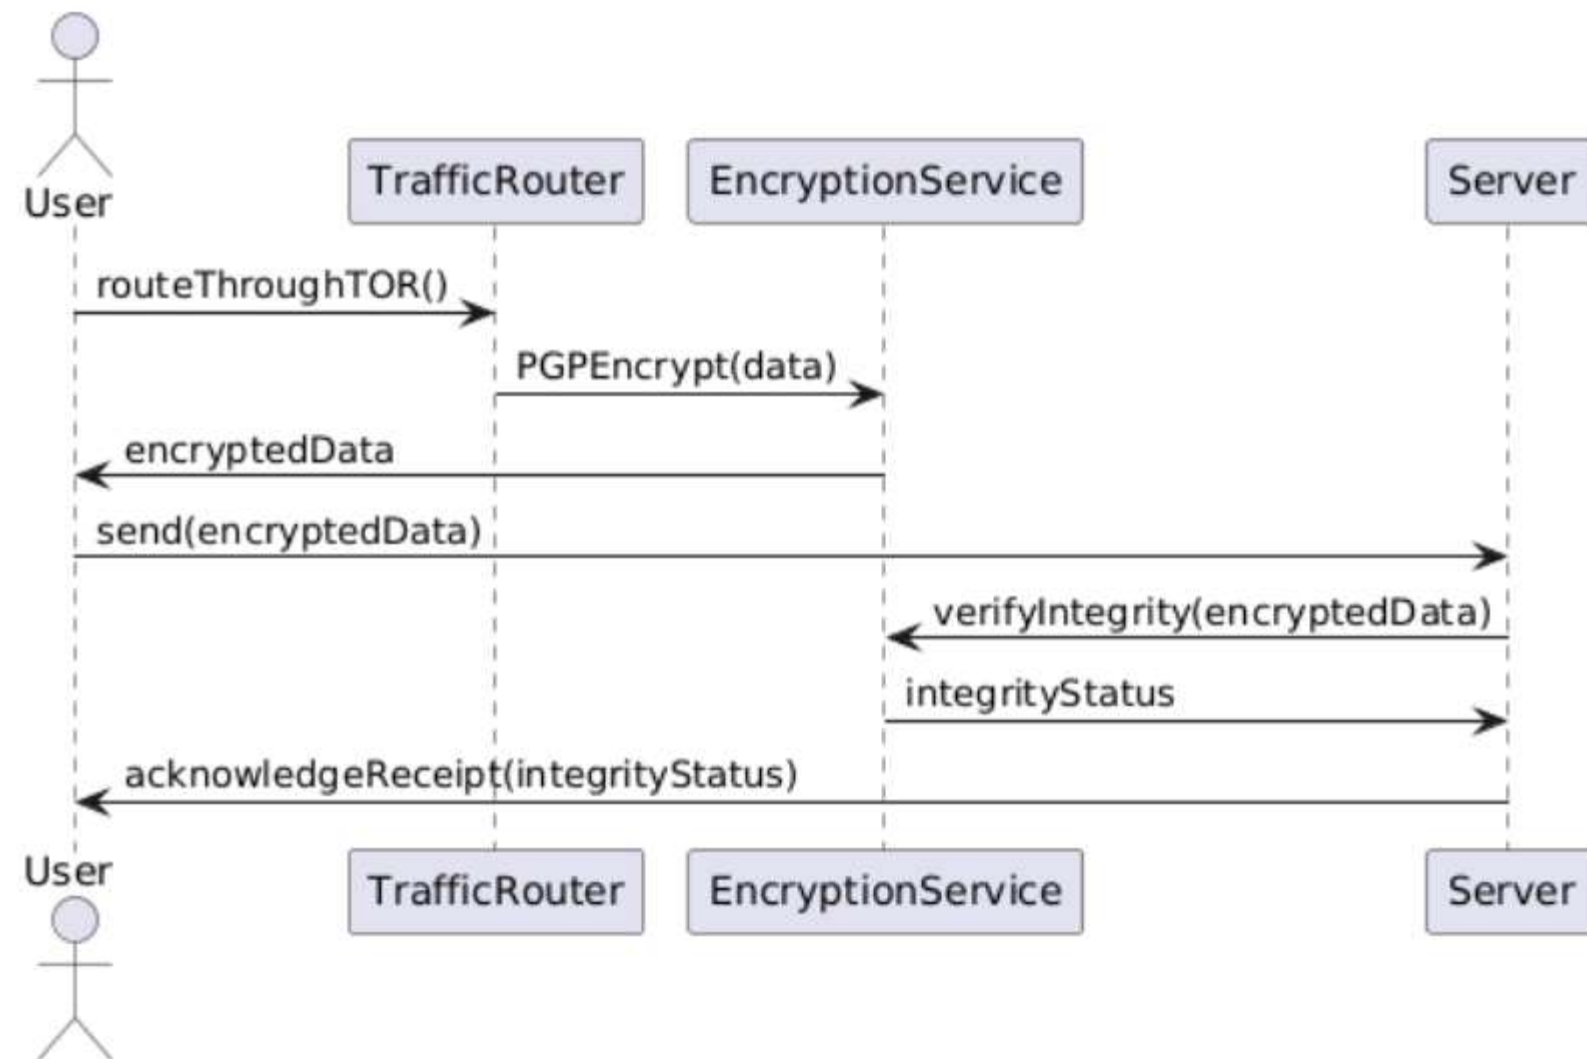 User
TrafficRouter
EncryptionService
Server
routeThroughTOR()
PGPEncrypt(data)
encryptedData
send(encryptedData)
verifyIntegrity(encryptedData)
integrityStatus
acknowledgeReceipt(integrityStatus)
User
TrafficRouter
EncryptionService
Server